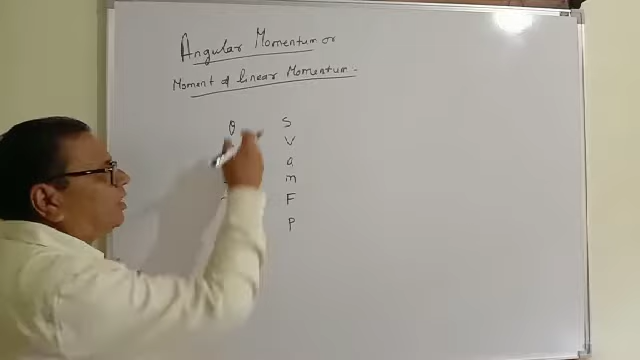 Angular Momentum or
Moment of linear Momentum -
θ S
V
a
m
F
P